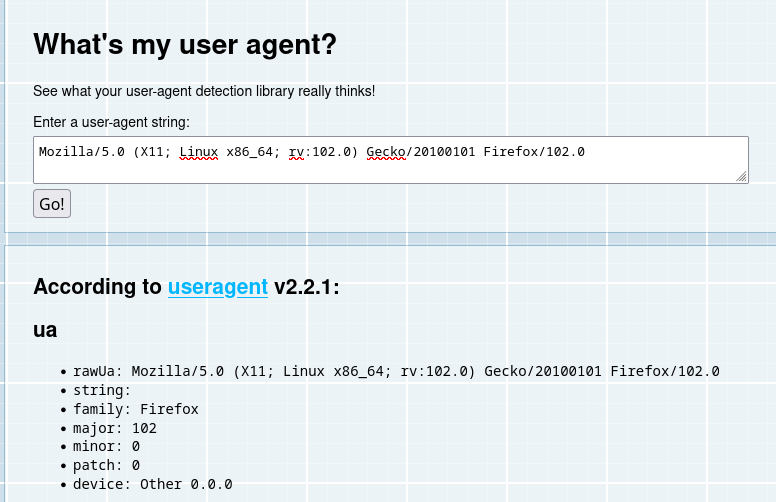 What's my user agent?
See what your user-agent detection library really thinks!
Enter a user-agent string:
Mozilla/5.0 (X11; Linux x86_64; rv:102.0) Gecko/20100101 Firefox/102.0
Go!
According to useragent v2.2.1:
ua
• rawUa: Mozilla/5.0 (X11; Linux x86_64; rv:102.0) Gecko/20100101 Firefox/102.0
• string:
• family: Firefox
• major: 102
• minor: 0
• patch: 0
• device: Other 0.0.0